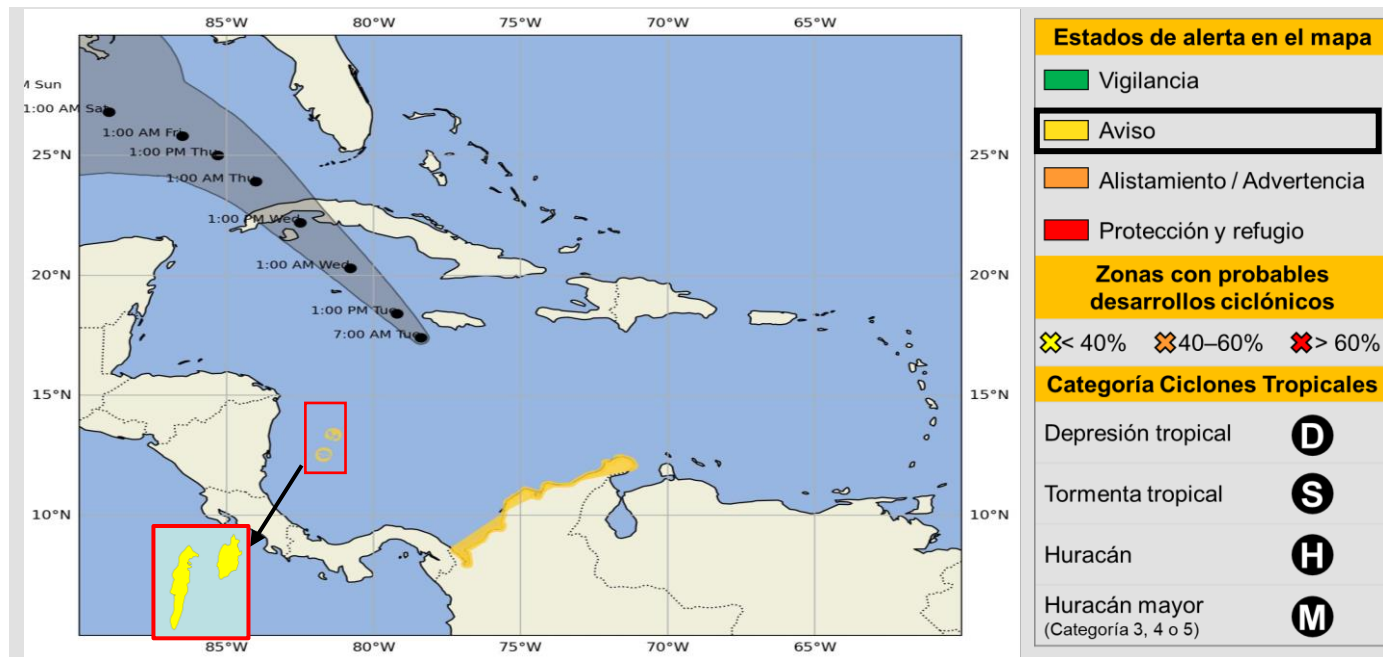 85°W 80°W 75°W 70°W 65°W
M Sun
1:00 AM Sat
1:00 AM Fri
1:00 PM Thu
25°N 25°N
1:00 AM Thu
1:00 PM Wed
1:00 AM Wed
20°N 20°N
1:00 PM Tue
7:00 AM Tue
15°N 15°N
10°N 10°N
85°W 80°W 75°W 70°W 65°W
Estados de alerta en el mapa
Vigilancia
Aviso
Alistamiento / Advertencia
Protección y refugio
Zonas con probables
desarrollos ciclónicos
< 40% 40–60% > 60%
Categoría Ciclones Tropicales
Depresión tropical D
Tormenta tropical S
Huracán H
Huracán mayor M
(Categoría 3, 4 o 5)